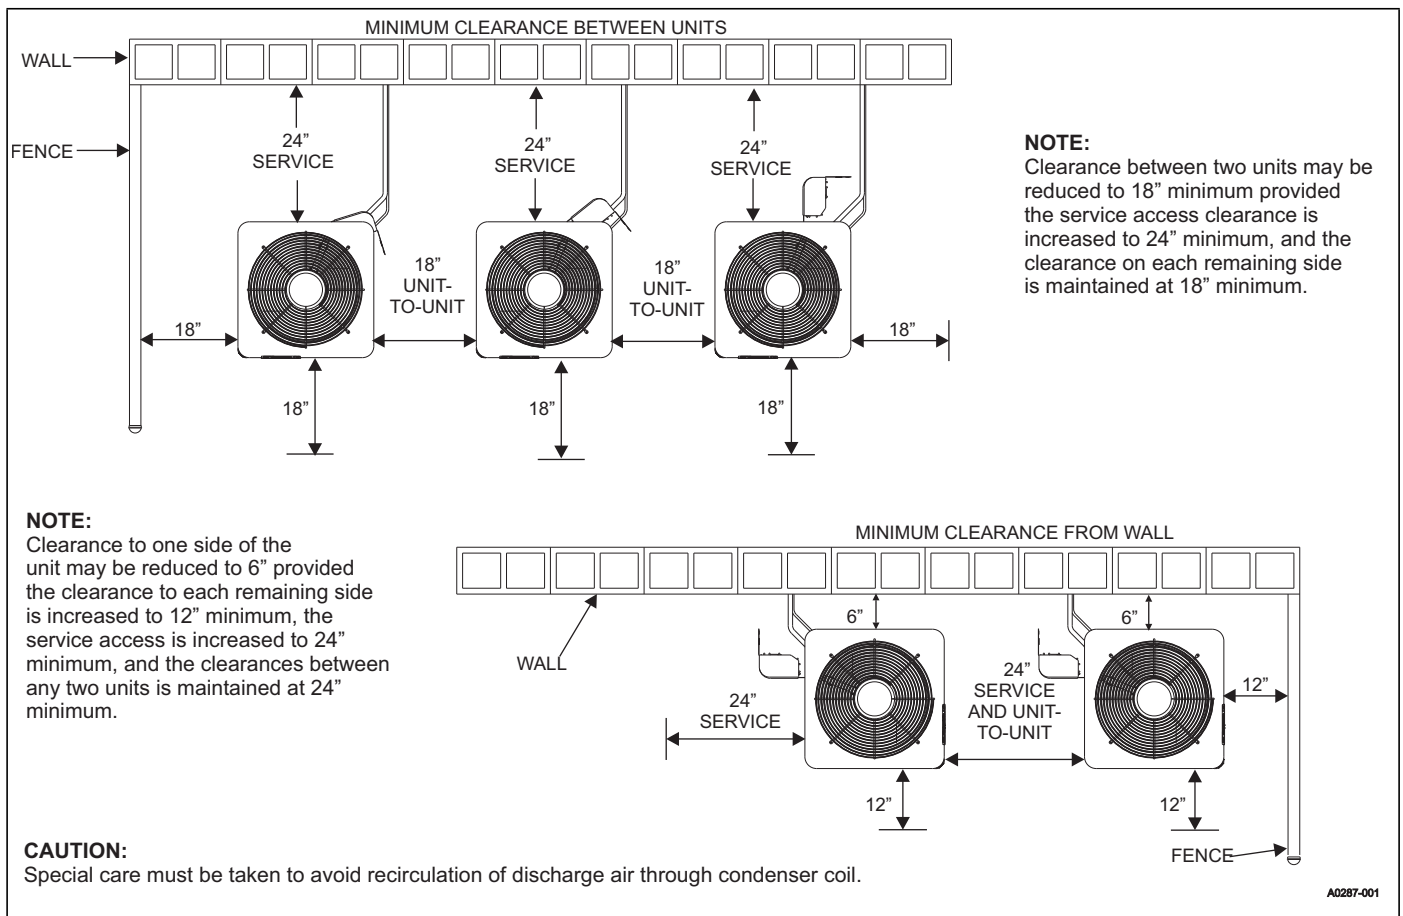 MINIMUM CLEARANCE BETWEEN UNITS
WALL
FENCE
24”
SERVICE
24”
SERVICE
24”
SERVICE
18”
UNIT-
TO-UNIT
18”
UNIT-
TO-UNIT
18”
18”
18”
18”
18”
NOTE:
Clearance between two units may be
reduced to 18” minimum provided
the service access clearance is
increased to 24” minimum, and the
clearance on each remaining side
is maintained at 18” minimum.
NOTE:
Clearance to one side of the
unit may be reduced to 6” provided
the clearance to each remaining side
is increased to 12” minimum, the
service access is increased to 24”
minimum, and the clearances between
any two units is maintained at 24”
minimum.
MINIMUM CLEARANCE FROM WALL
WALL
6”
6”
24”
SERVICE
24”
SERVICE
AND UNIT-
TO-UNIT
12”
12”
12”
FENCE
CAUTION:
Special care must be taken to avoid recirculation of discharge air through condenser coil.
A0287-001